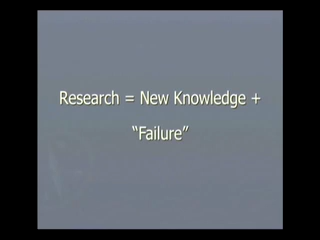 Research = New Knowledge +
“Failure”